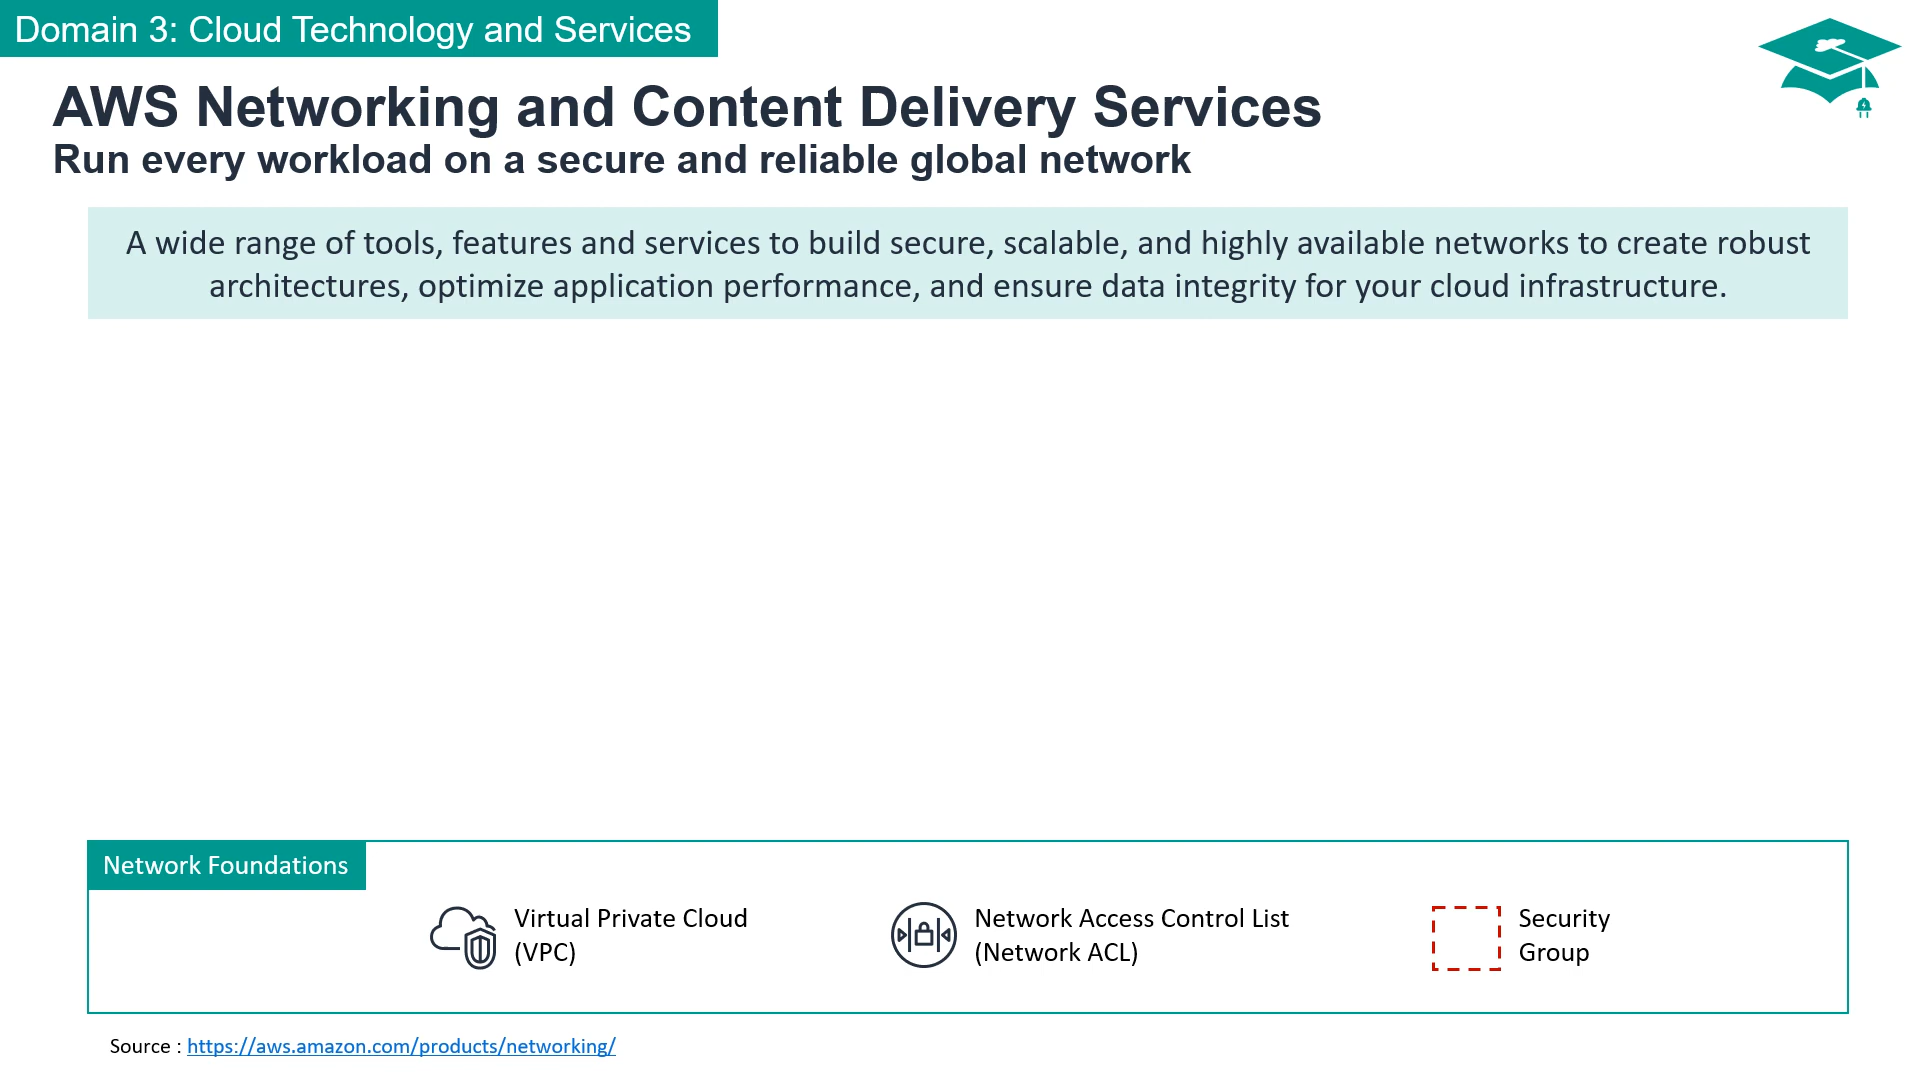 Domain 3: Cloud Technology and Services
AWS Networking and Content Delivery Services
Run every workload on a secure and reliable global network
A wide range of tools, features and services to build secure, scalable, and highly available networks to create robust
architectures, optimize application performance, and ensure data integrity for your cloud infrastructure.
Network Foundations
Virtual Private Cloud
(VPC)
Network Access Control List
(Network ACL)
Security
Group
Source : https://aws.amazon.com/products/networking/